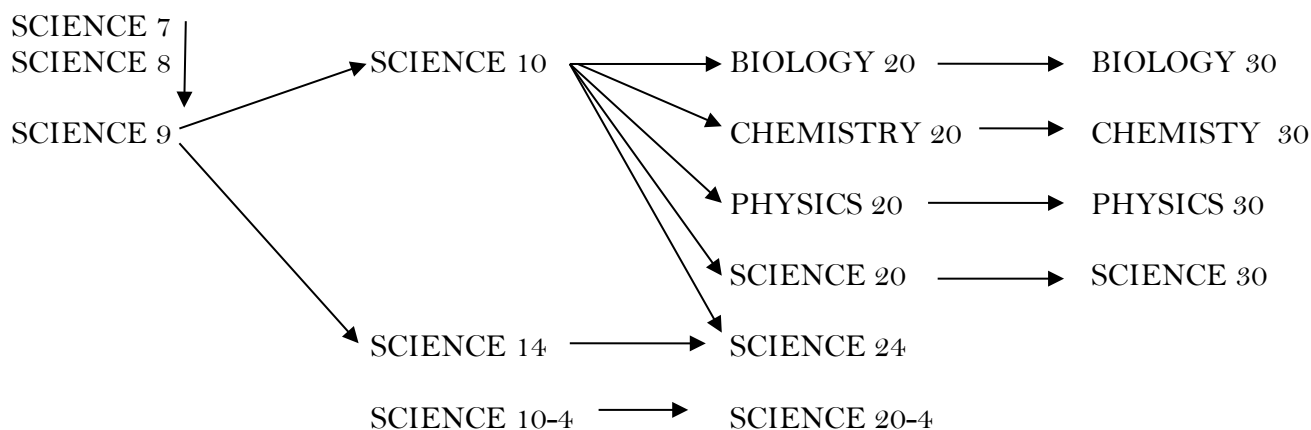 SCIENCE 7
SCIENCE 8 SCIENCE 10 BIOLOGY 20 BIOLOGY 30
SCIENCE 9 CHEMISTRY 20 CHEMISTY 30
PHYSICS 20 PHYSICS 30
SCIENCE 20 SCIENCE 30
SCIENCE 14 SCIENCE 24
SCIENCE 10-4 SCIENCE 20-4